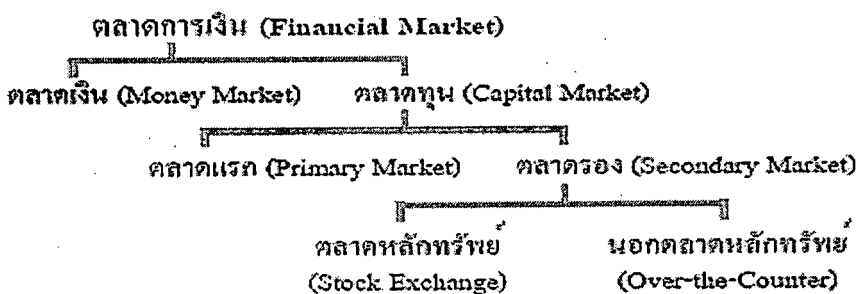 ตลาดการเงิน (Financial Market)
ตลาดเงิน (Money Market) ตลาดทุน (Capital Market)
ตลาดแรก (Primary Market) ตลาดรอง (Secondary Market)
ตลาดหลักทรัพย์ นอกตลาดหลักทรัพย์
(Stock Exchange) (Over-the-Counter)